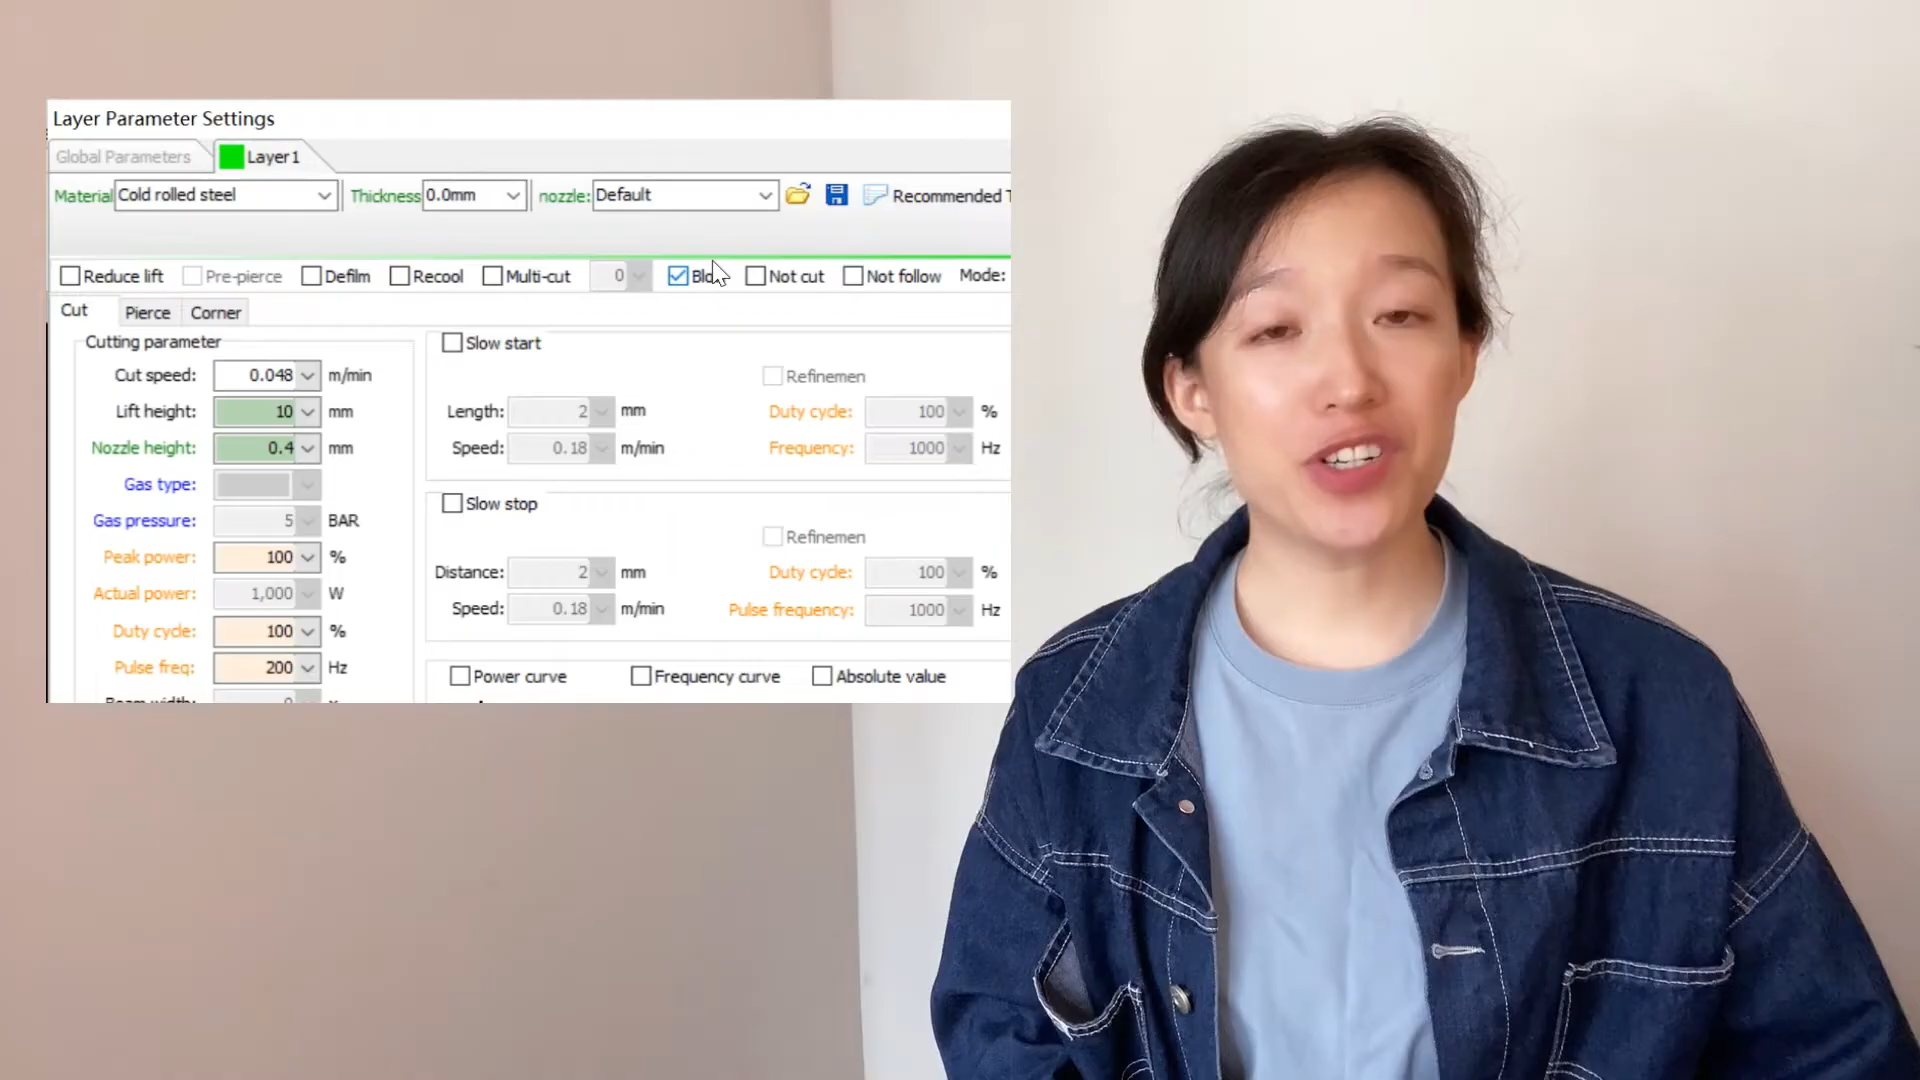 Layer Parameter Settings
Global Parameters Layer1
Material Cold rolled steel Thickness 0.0mm nozzle: Default Recommended
Reduce lift Pre-pierce Defilm Recool Multi-cut 0 Not cut Not follow Mode:
Cut Pierce Corner
Cutting parameter
Cut speed: 0.048 m/min
Lift height: 10 mm
Nozzle height: 0.4 mm
Gas type:
Gas pressure: 5 BAR
Peak power: 100 %
Actual power: 1,000 W
Duty cycle: 100 %
Pulse freq: 200 Hz
Slow start
Refinemen
Length: 2 mm Duty cycle: 100 %
Speed: 0.18 m/min Frequency: 1000 Hz
Slow stop
Refinemen
Distance: 2 mm Duty cycle: 100 %
Speed: 0.18 m/min Pulse frequency: 1000 Hz
Power curve Frequency curve Absolute value